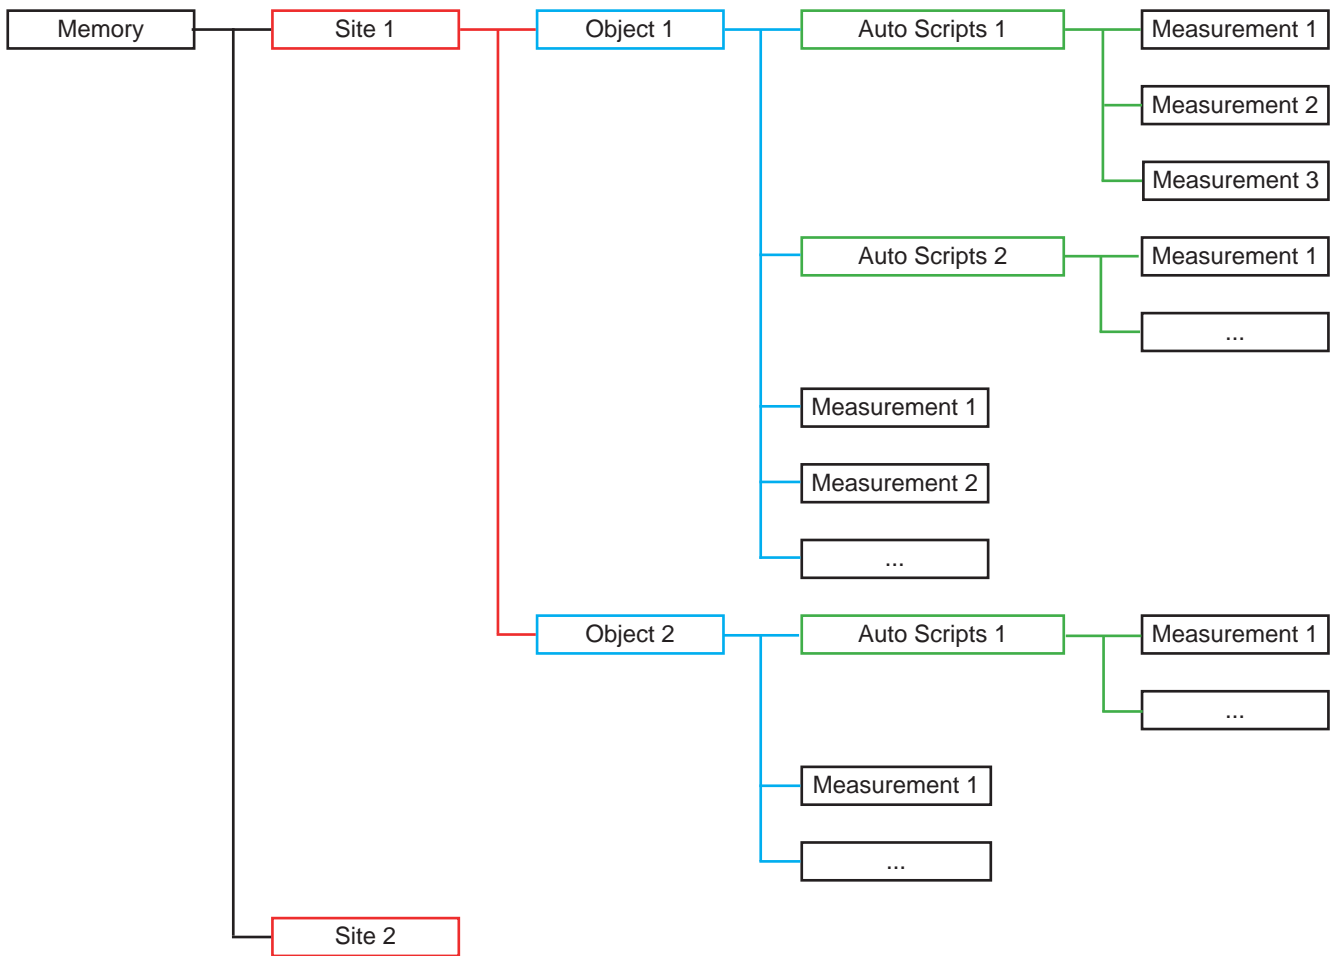 Memory
Site 1
Object 1
Auto Scripts 1
Measurement 1
Measurement 2
Measurement 3
Auto Scripts 2
Measurement 1
...
Measurement 1
Measurement 2
...
Object 2
Auto Scripts 1
Measurement 1
...
Measurement 1
...
Site 2